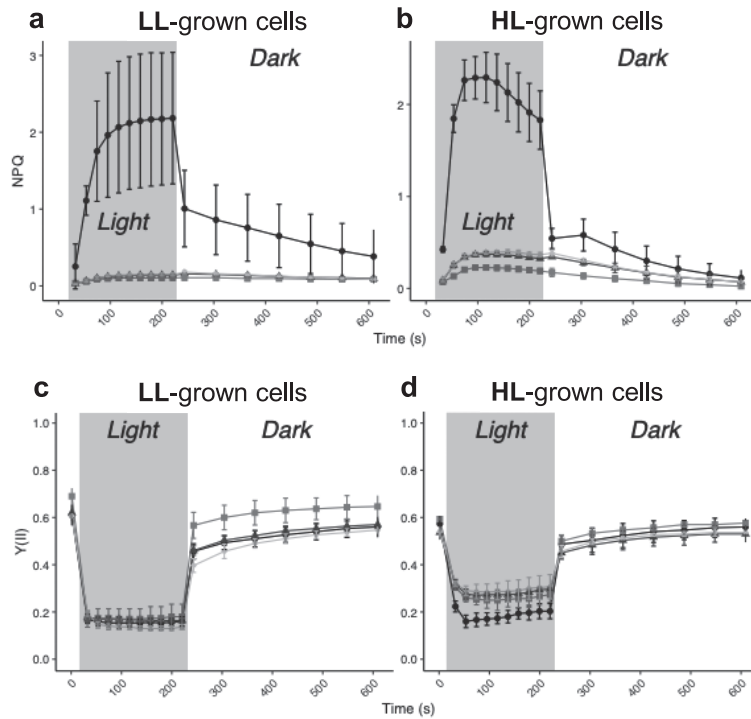 a LL-grown cells
b HL-grown cells
Dark
Light
NPQ
3
2
1
0
0 100 200 300 400 500 600
Dark
Light
2
1
0
0 100 200 300 400 500 600
Time (s)
c LL-grown cells
d HL-grown cells
Light Dark
Y(II)
1.0
0.8
0.6
0.4
0.2
0.0
0 100 200 300 400 500 600
Light Dark
1.0
0.8
0.6
0.4
0.2
0.0
0 100 200 300 400 500 600
Time (s)